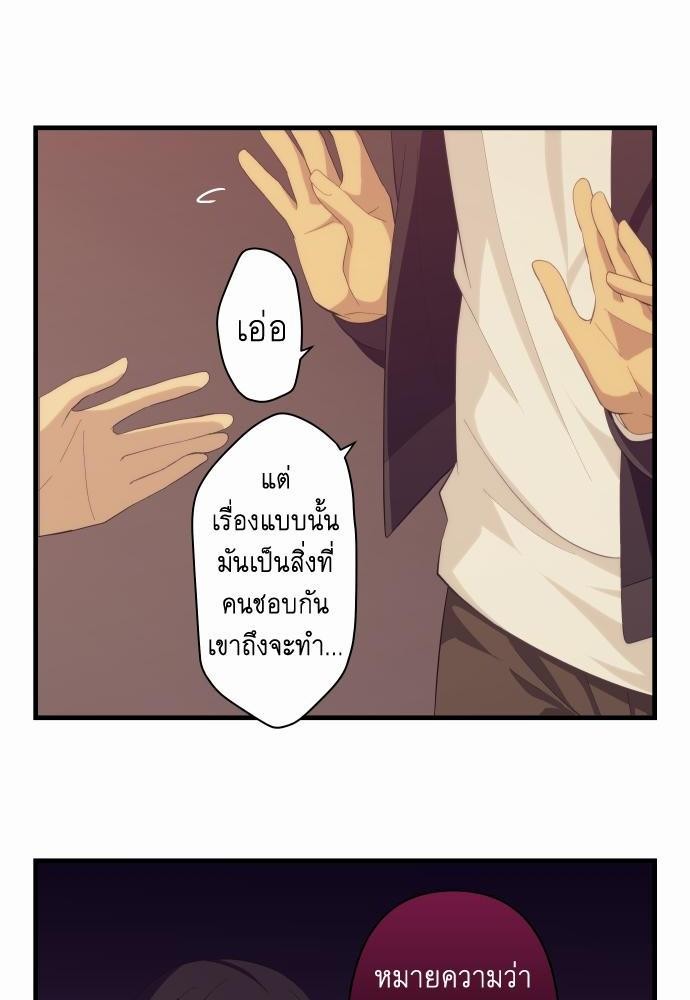 เอ่อ
แต่
เรื่องแบบนั้น
มันเป็นสิ่งที่
คนชอบกัน
เขาถึงจะทำ...
หมายความว่า